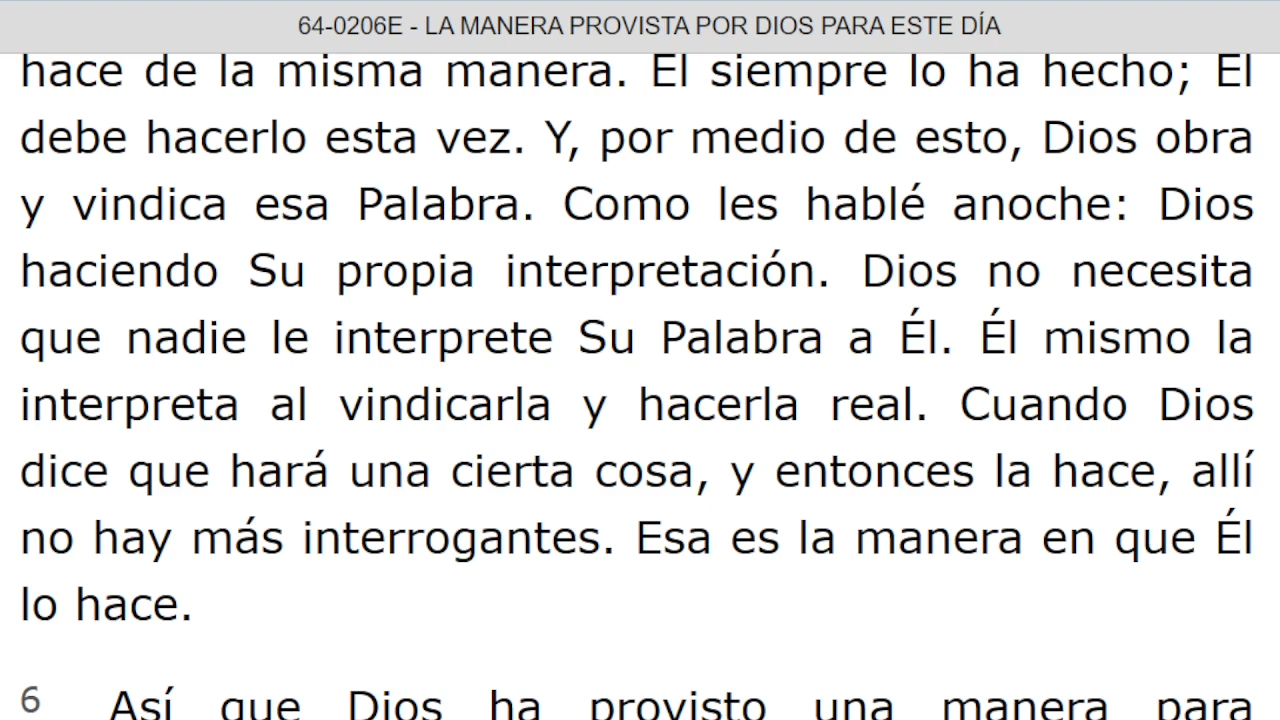 64-0206E - LA MANERA PROVISTA POR DIOS PARA ESTE DÍA
hace de la misma manera. Él siempre lo ha hecho; Él
debe hacerlo esta vez. Y, por medio de esto, Dios obra
y vindica esa Palabra. Como les hablé anoche: Dios
haciendo Su propia interpretación. Dios no necesita
que nadie le interprete Su Palabra a Él. Él mismo la
interpreta al vindicarla y hacerla real. Cuando Dios
dice que hará una cierta cosa, y entonces la hace, allí
no hay más interrogantes. Esa es la manera en que Él
lo hace.
6 Así que Dios ha provisto una manera para